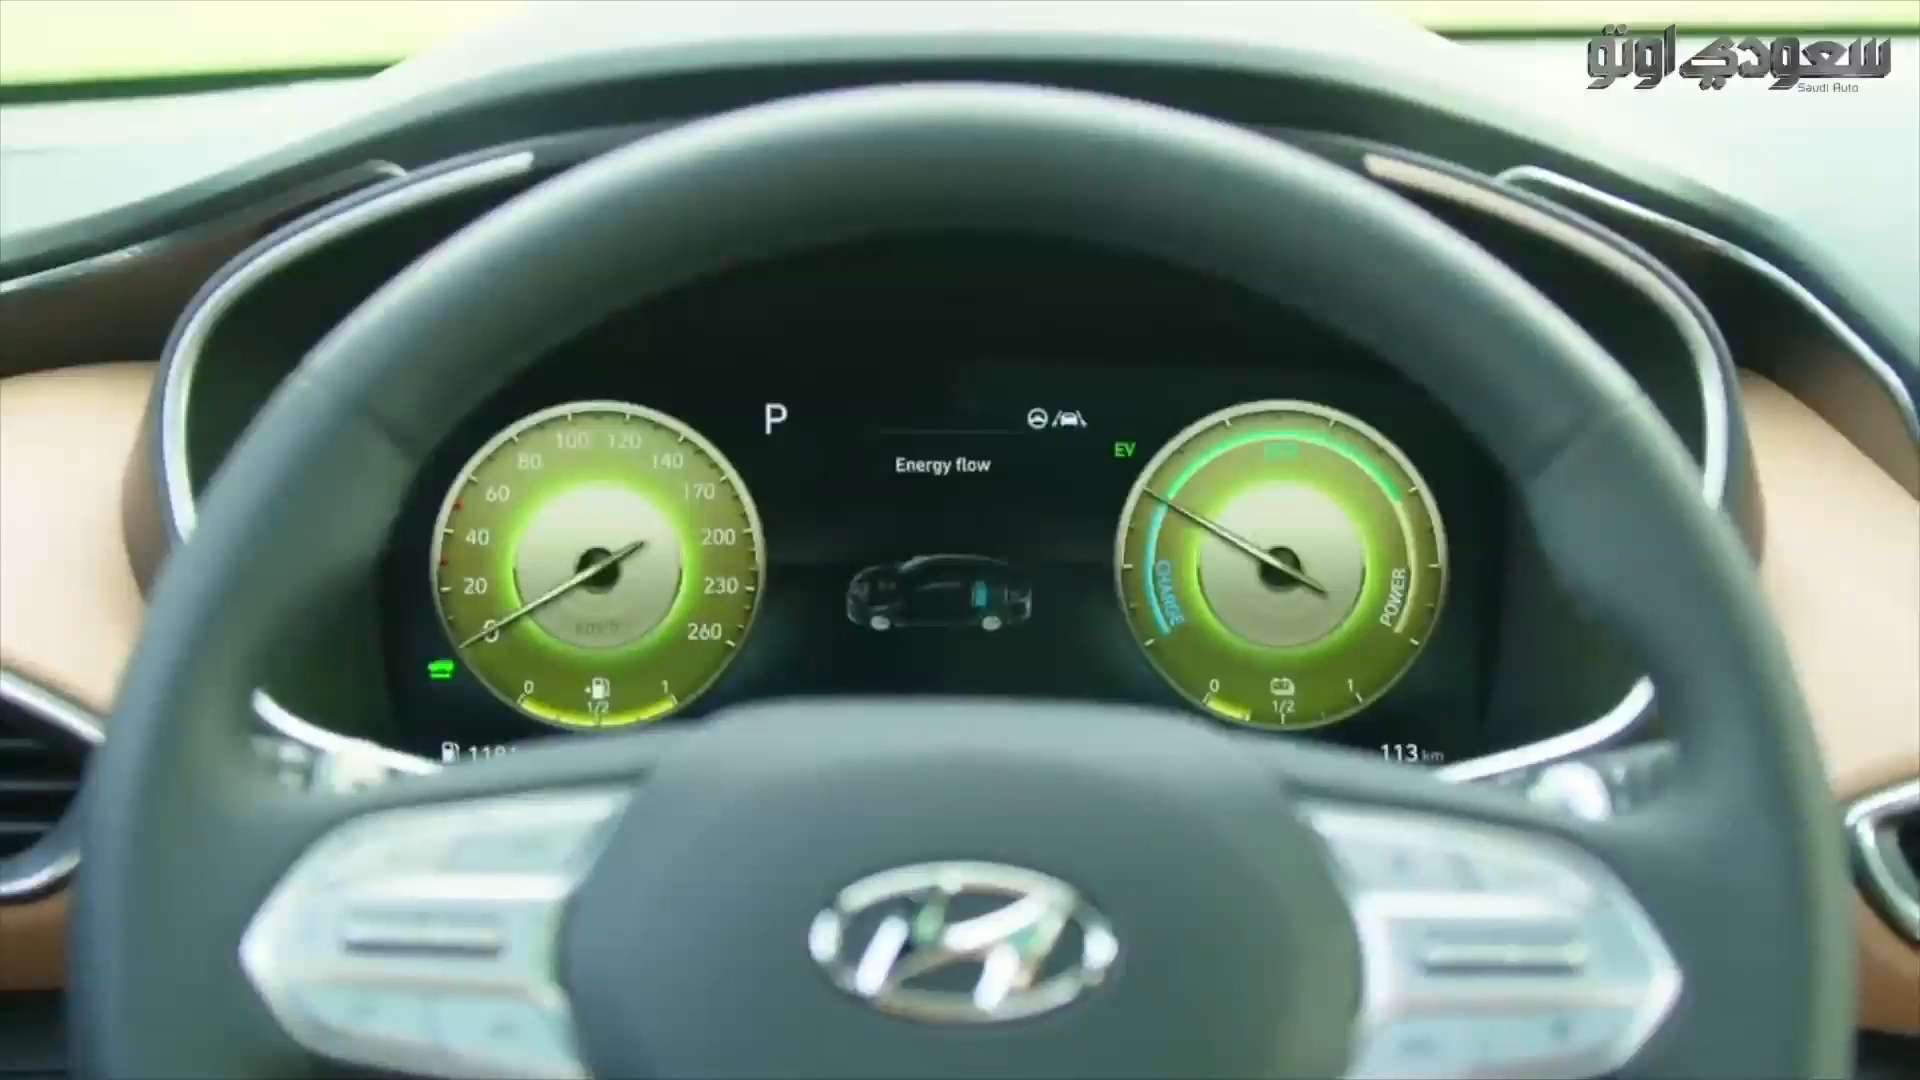 سعودي اوتو
Saudi Auto
P
Energy flow
EV
100 120
80 140
60 170
40 200
20 230
0 260
km/h
0 1/2 1
CHARGE
POWER
0 1/2 1
113 km